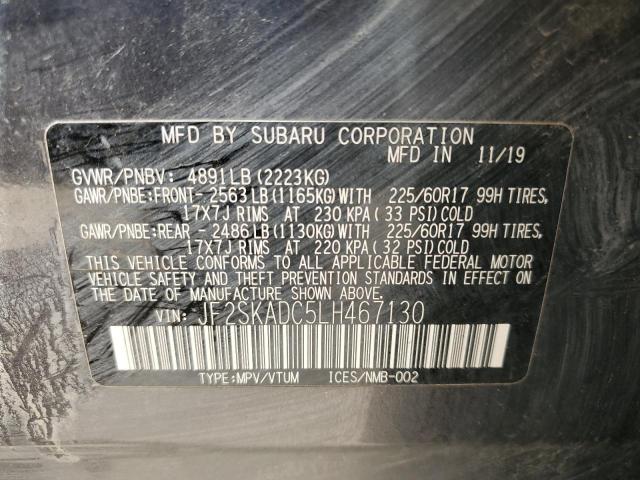 MFD BY SUBARU CORPORATION
MFD IN 11/19
GVWR/PNBV: 4891LB(2223KG)
GAWR/PNBE:FRONT- 2563LB(1165KG)WITH 225/60R17 99H TIRES,
17X7J RIMS AT 230 KPA(33 PSI)COLD
GAWR/PNBE:REAR - 2486LB(1130KG)WITH 225/60R17 99H TIRES,
17X7J RIMS AT 220 KPA(32 PSI)COLD
THIS VEHICLE CONFORMS TO ALL APPLICABLE FEDERAL MOTOR
VEHICLE SAFETY AND THEFT PREVENTION STANDARDS IN EFFECT
ON THE DATE OF MANUFACTURE SHOWN ABOVE.
VIN: JF2SKADC5LH467130
TYPE:MPV/VTUM ICES/NMB-002